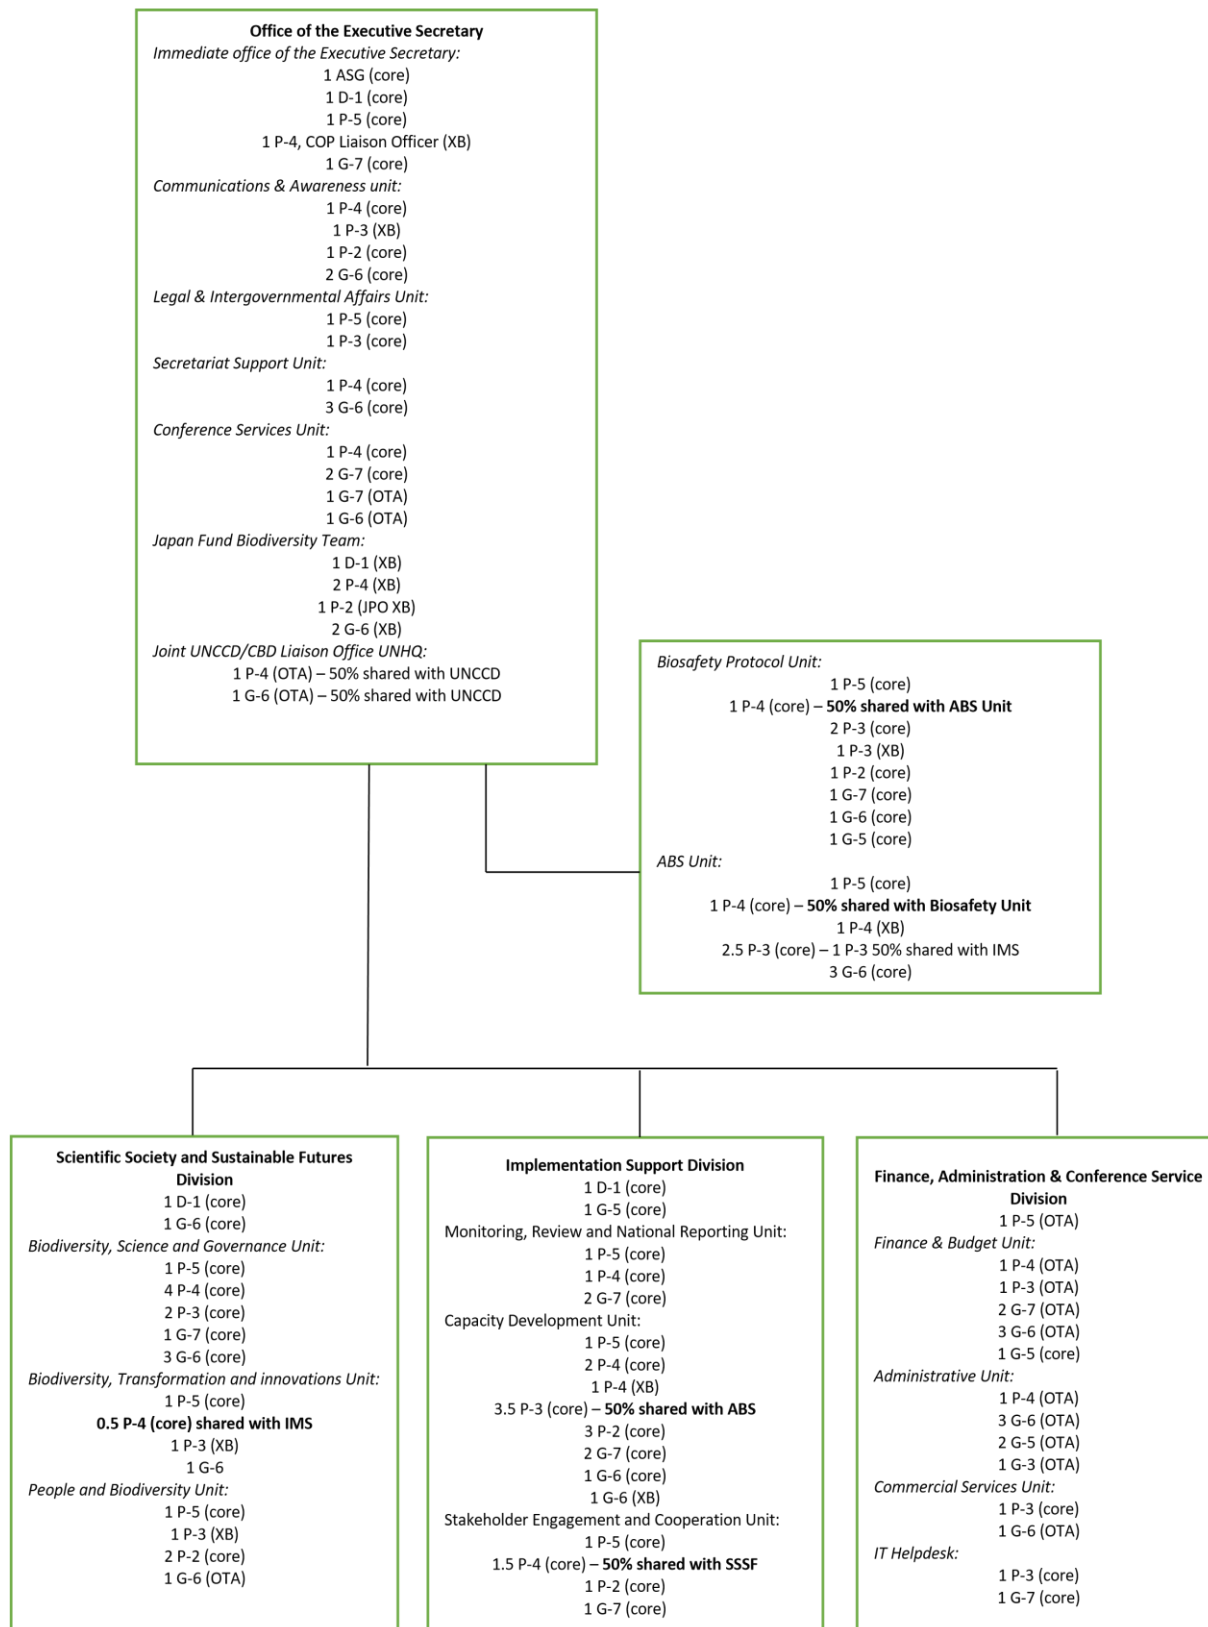 Office of the Executive Secretary
Immediate office of the Executive Secretary:
1 ASG (core)
1 D-1 (core)
1 P-5 (core)
1 P-4, COP Liaison Officer (XB)
1 G-7 (core)
Communications & Awareness unit:
1 P-4 (core)
1 P-3 (XB)
1 P-2 (core)
2 G-6 (core)
Legal & Intergovernmental Affairs Unit:
1 P-5 (core)
1 P-3 (core)
Secretariat Support Unit:
1 P-4 (core)
3 G-6 (core)
Conference Services Unit:
1 P-4 (core)
2 G-7 (core)
1 G-7 (OTA)
1 G-6 (OTA)
Japan Fund Biodiversity Team:
1 D-1 (XB)
2 P-4 (XB)
1 P-2 (JPO XB)
2 G-6 (XB)
Joint UNCCD/CBD Liaison Office UNHQ:
1 P-4 (OTA) – 50% shared with UNCCD
1 G-6 (OTA) – 50% shared with UNCCD
Biosafety Protocol Unit:
1 P-5 (core)
1 P-4 (core) – 50% shared with ABS Unit
2 P-3 (core)
1 P-3 (XB)
1 P-2 (core)
1 G-7 (core)
1 G-6 (core)
1 G-5 (core)
ABS Unit:
1 P-5 (core)
1 P-4 (core) – 50% shared with Biosafety Unit
1 P-4 (XB)
2.5 P-3 (core) – 1 P-3 50% shared with IMS
3 G-6 (core)
Scientific Society and Sustainable Futures
Division
1 D-1 (core)
1 G-6 (core)
Biodiversity, Science and Governance Unit:
1 P-5 (core)
4 P-4 (core)
2 P-3 (core)
1 G-7 (core)
3 G-6 (core)
Biodiversity, Transformation and innovations Unit:
1 P-5 (core)
0.5 P-4 (core) shared with IMS
1 P-3 (XB)
1 G-6
People and Biodiversity Unit:
1 P-5 (core)
1 P-3 (XB)
2 P-2 (core)
1 G-6 (OTA)
Implementation Support Division
1 D-1 (core)
1 G-5 (core)
Monitoring, Review and National Reporting Unit:
1 P-5 (core)
1 P-4 (core)
2 G-7 (core)
Capacity Development Unit:
1 P-5 (core)
2 P-4 (core)
1 P-4 (XB)
3.5 P-3 (core) – 50% shared with ABS
3 P-2 (core)
2 G-7 (core)
1 G-6 (core)
1 G-6 (XB)
Stakeholder Engagement and Cooperation Unit:
1 P-5 (core)
1.5 P-4 (core) – 50% shared with SSSF
1 P-2 (core)
1 G-7 (core)
Finance, Administration & Conference Service
Division
1 P-5 (OTA)
Finance & Budget Unit:
1 P-4 (OTA)
1 P-3 (OTA)
2 G-7 (OTA)
3 G-6 (OTA)
1 G-5 (core)
Administrative Unit:
1 P-4 (OTA)
3 G-6 (OTA)
2 G-5 (OTA)
1 G-3 (OTA)
Commercial Services Unit:
1 P-3 (core)
1 G-6 (OTA)
IT Helpdesk:
1 P-3 (core)
1 G-7 (core)